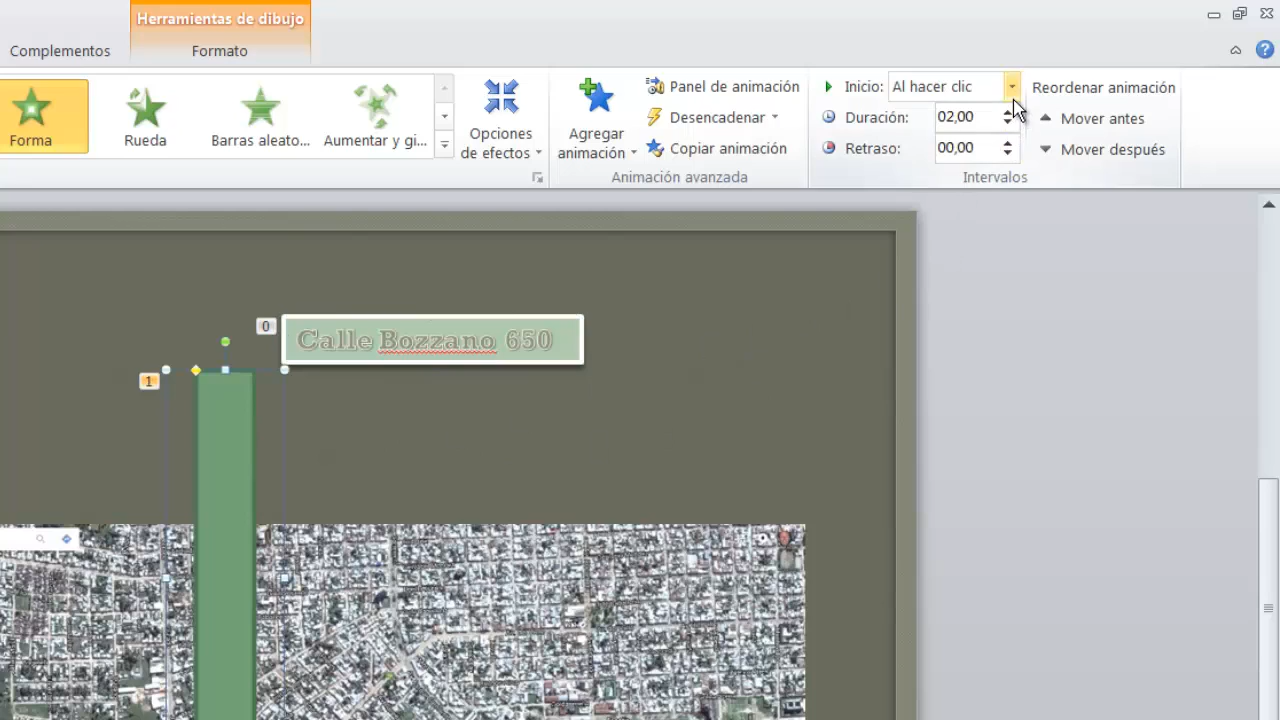 Herramientas de dibujo
Complementos
Formato
Forma
Rueda
Barras aleato...
Aumentar y gi...
Opciones
de efectos
Agregar
animación
Panel de animación
Desencadenar
Copiar animación
Animación avanzada
Inicio: Al hacer clic
Duración: 02,00
Retraso: 00,00
Reordenar animación
Mover antes
Mover después
Intervalos
0
Calle Bozzano 650
1